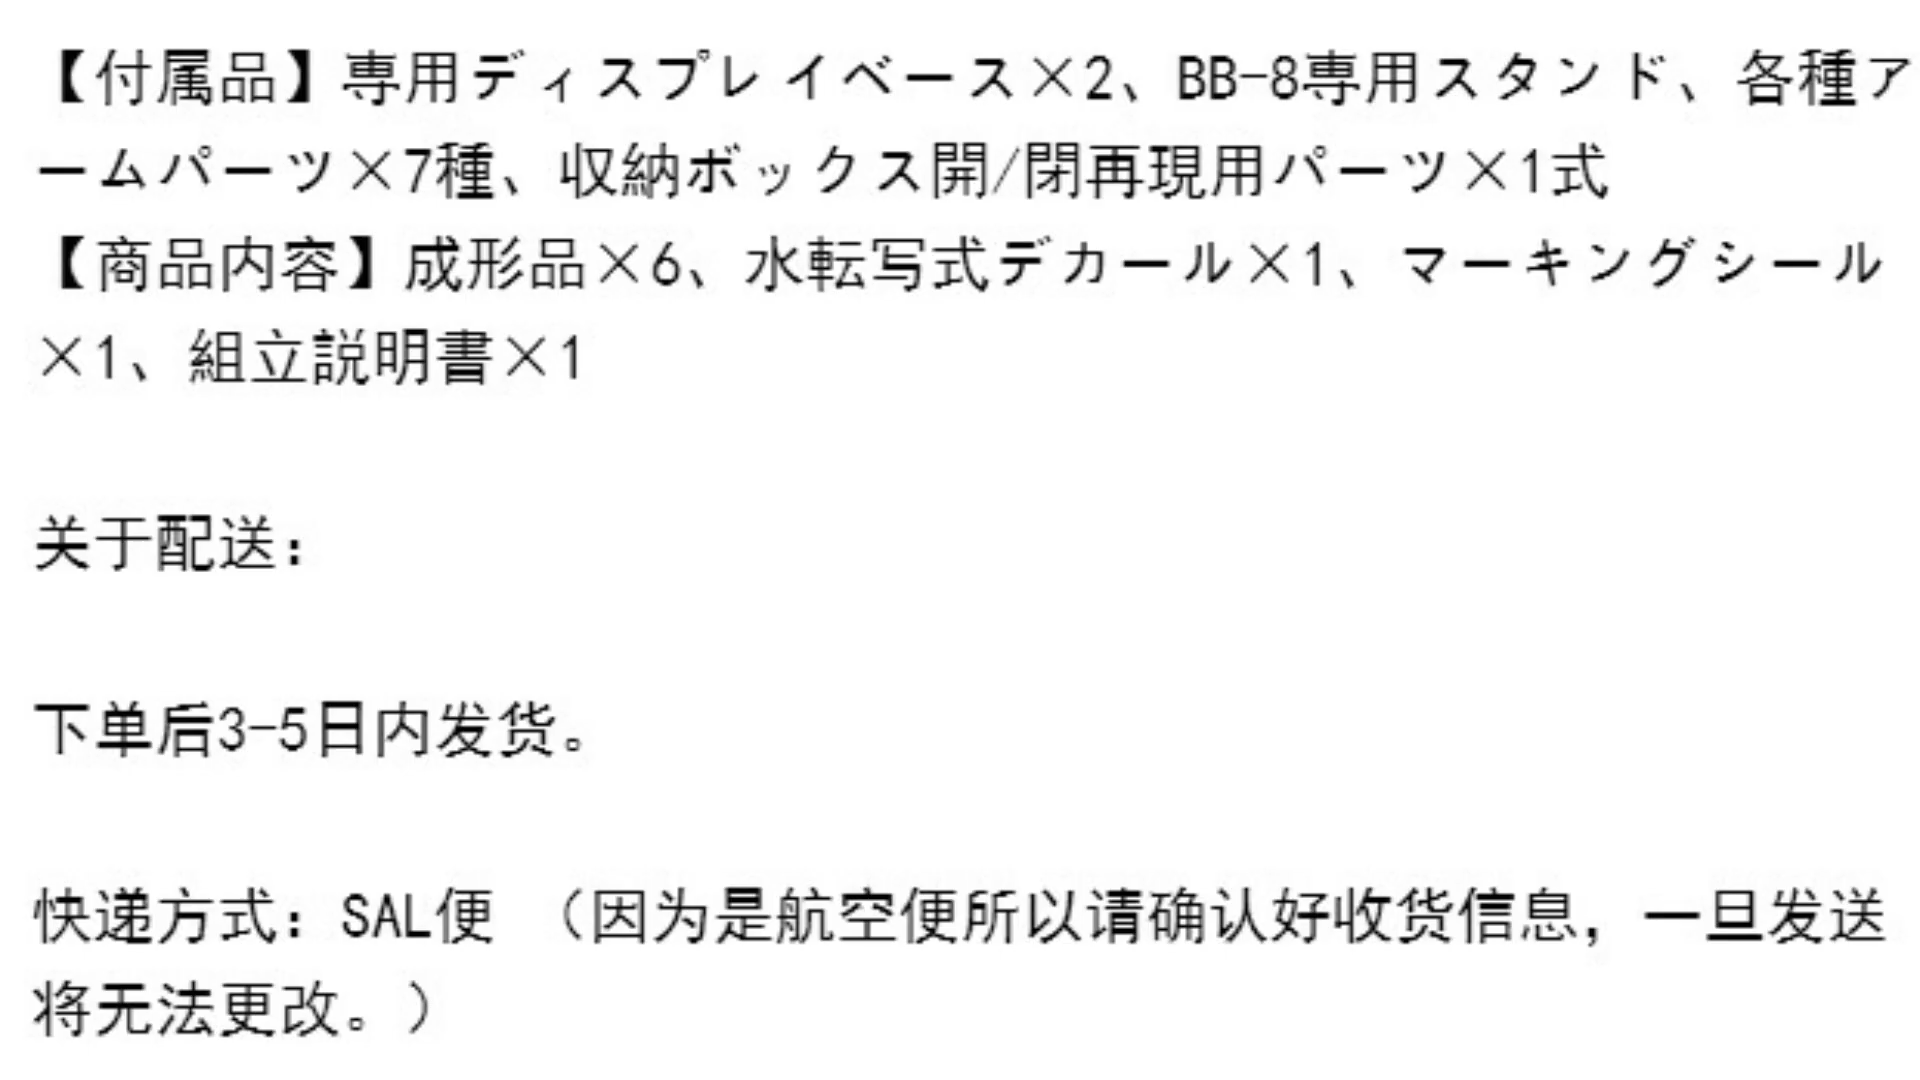 【付属品】専用ディスプレイベース×2、BB-8専用スタンド、各種ア
ームパーツ×7種、収納ボックス開/閉再現用パーツ×1式
【商品内容】成形品×6、水転写式デカール×1、マーキングシール
×1、組立説明書×1
关于配送：
下单后3-5日内发货。
快递方式：SAL便 （因为是航空便所以请确认好收货信息，一旦发送
将无法更改。）